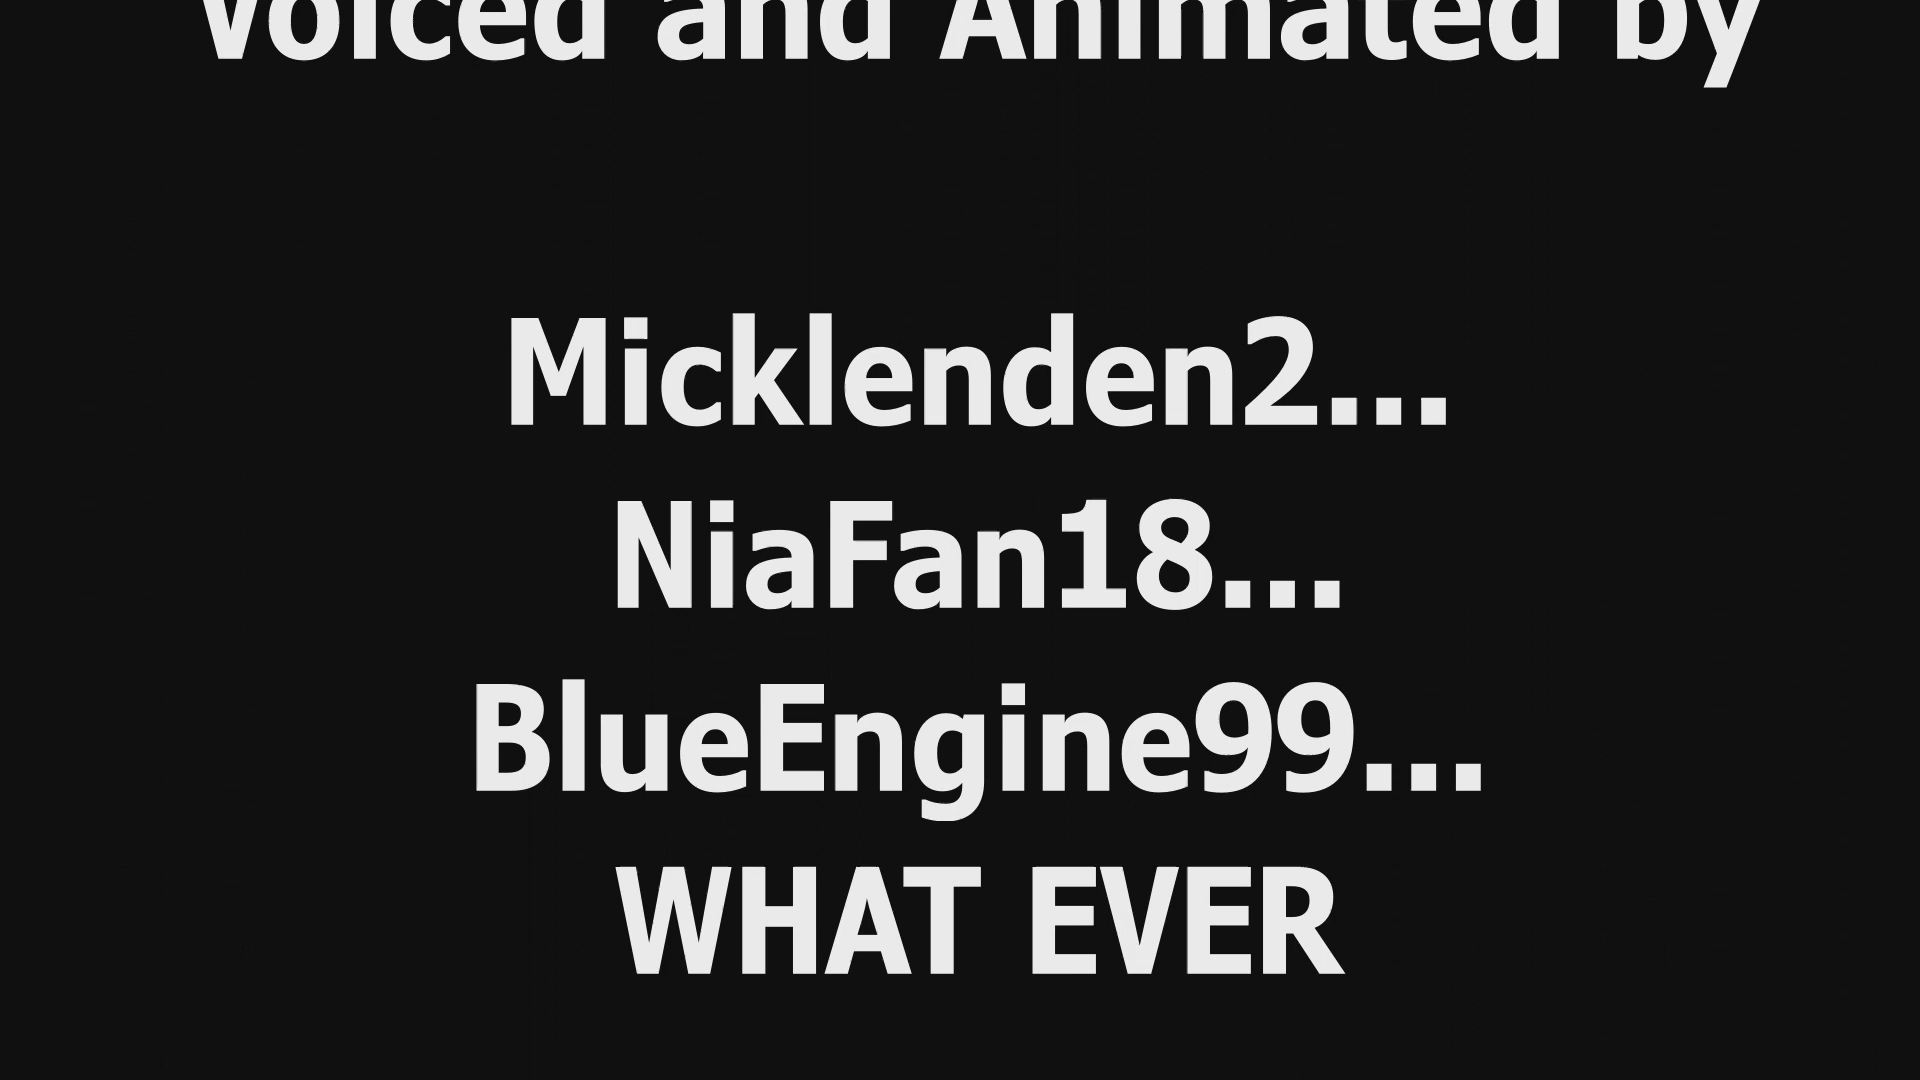 Voiced and Animated by
Micklenden2...
NiaFan18...
BlueEngine99...
WHAT EVER